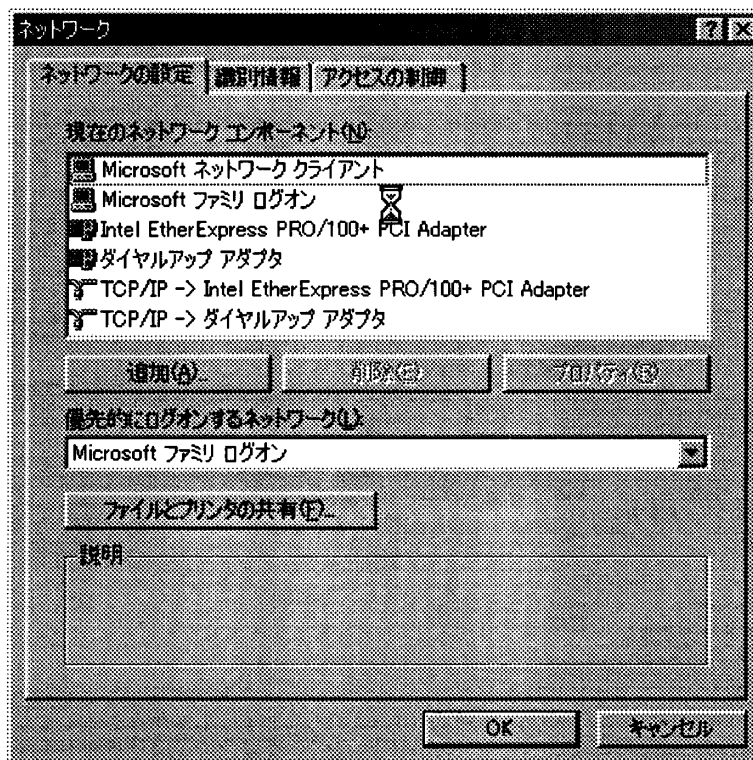 ネットワーク
ネットワークの設定 識別情報 アクセスの制御
現在のネットワーク コンポーネント(N):
Microsoft ネットワーク クライアント
Microsoft ファミリ ログオン
Intel EtherExpress PRO/100+ PCI Adapter
ダイヤルアップ アダプタ
TCP/IP -> Intel EtherExpress PRO/100+ PCI Adapter
TCP/IP -> ダイヤルアップ アダプタ
追加(A)... 削除(E) プロパティ(R)
優先的にログオンするネットワーク(L):
Microsoft ファミリ ログオン
ファイルとプリンタの共有(F)...
説明
OK キャンセル